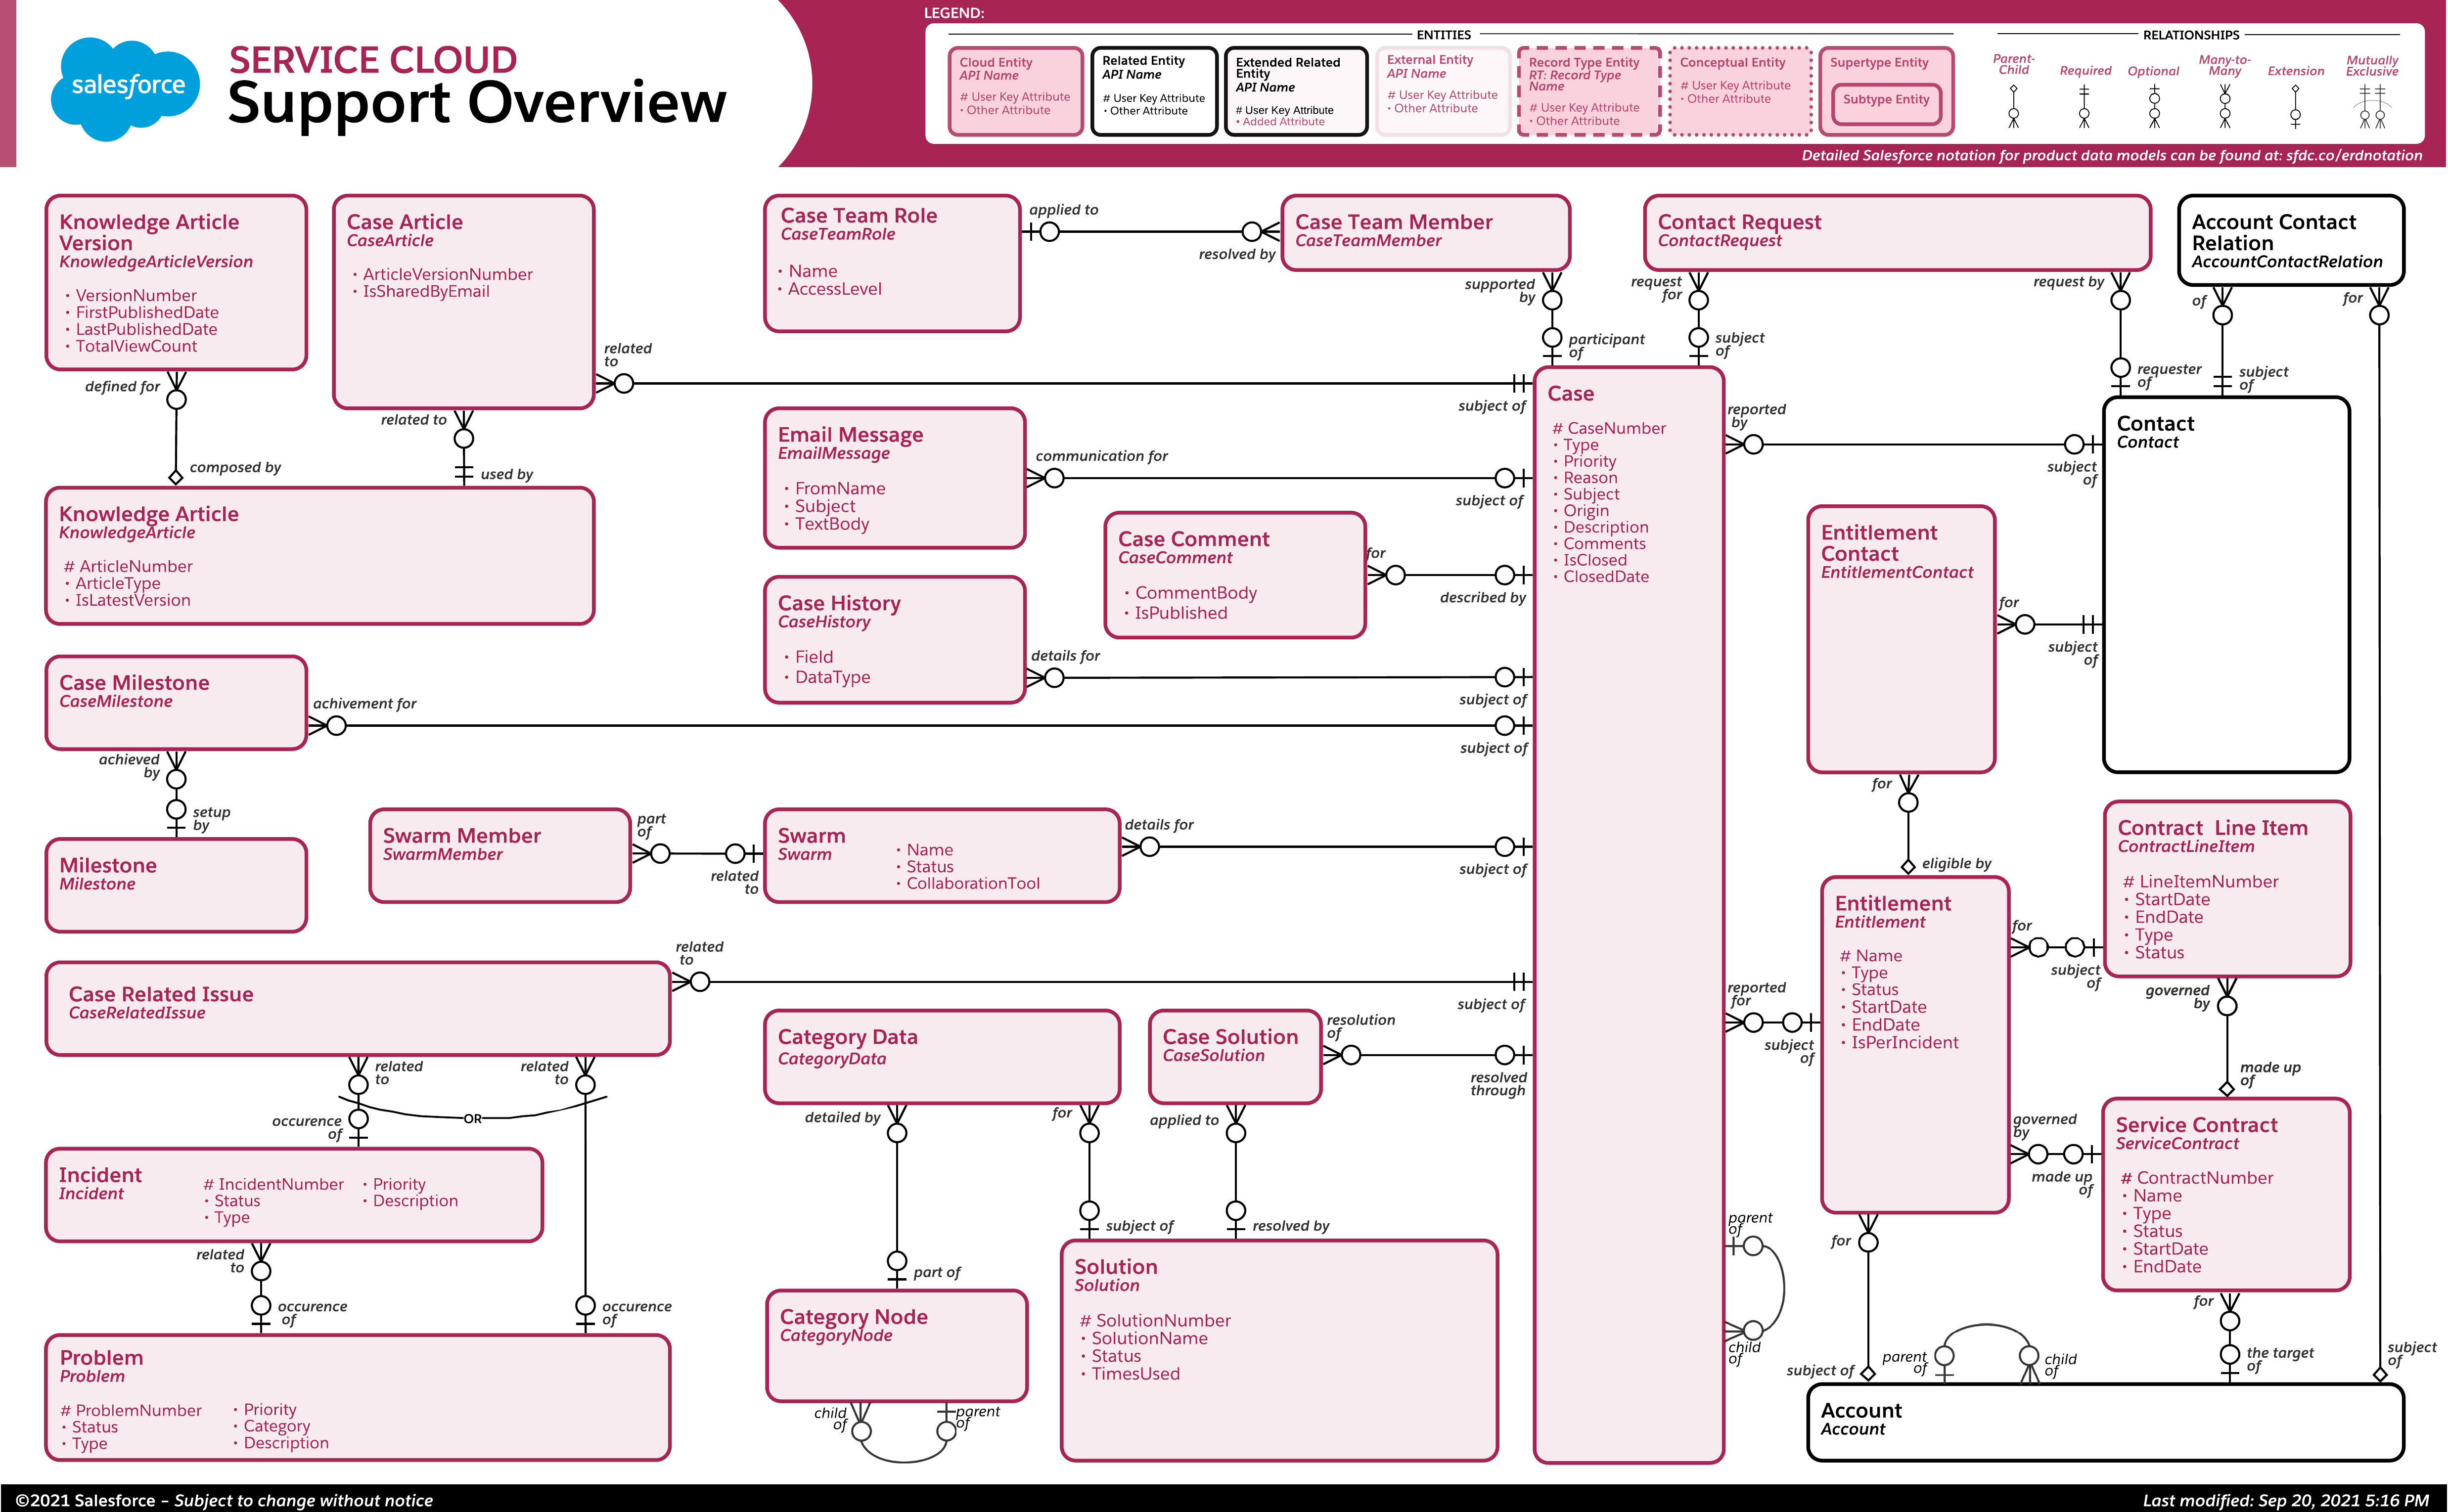 LEGEND:
salesforce
SERVICE CLOUD
Support Overview
ENTITIES
Cloud Entity
API Name
# User Key Attribute
• Other Attribute
Related Entity
API Name
# User Key Attribute
• Other Attribute
Extended Related
Entity
API Name
# User Key Attribute
• Added Attribute
External Entity
API Name
# User Key Attribute
• Other Attribute
Record Type Entity
RT: Record Type
Name
# User Key Attribute
• Other Attribute
Conceptual Entity
# User Key Attribute
• Other Attribute
Supertype Entity
Subtype Entity
RELATIONSHIPS
Parent-
Child
Required
Optional
Many-to-
Many
Extension
Mutually
Exclusive
Detailed Salesforce notation for product data models can be found at: sfdc.co/erdnotation
Knowledge Article
Version
KnowledgeArticleVersion
• VersionNumber
• FirstPublishedDate
• LastPublishedDate
• TotalViewCount
defined for
composed by
Case Article
CaseArticle
• ArticleVersionNumber
• IsSharedByEmail
related
to
subject of
related to
used by
Knowledge Article
KnowledgeArticle
# ArticleNumber
• ArticleType
• IsLatestVersion
Case Team Role
CaseTeamRole
• Name
• AccessLevel
applied to
resolved by
Case Team Member
CaseTeamMember
supported
by
participant
of
Contact Request
ContactRequest
request
for
subject
of
request by
requester
of
Account Contact
Relation
AccountContactRelation
of
subject
of
for
subject
of
Email Message
EmailMessage
• FromName
• Subject
• TextBody
communication for
subject of
Case Comment
CaseComment
• CommentBody
• IsPublished
for
described by
Case History
CaseHistory
• Field
• DataType
details for
subject of
Case
# CaseNumber
• Type
• Priority
• Reason
• Subject
• Origin
• Description
• Comments
• IsClosed
• ClosedDate
reported
by
subject
of
Contact
Contact
Entitlement
Contact
EntitlementContact
for
subject
of
for
eligible by
Case Milestone
CaseMilestone
achivement for
subject of
achieved
by
setup
by
Milestone
Milestone
Swarm Member
SwarmMember
part
of
related
to
Swarm
Swarm
• Name
• Status
• CollaborationTool
details for
subject of
Contract Line Item
ContractLineItem
# LineItemNumber
• StartDate
• EndDate
• Type
• Status
governed
by
made up
of
Entitlement
Entitlement
# Name
• Type
• Status
• StartDate
• EndDate
• IsPerIncident
for
subject
of
reported
for
subject
of
governed
by
made up
of
for
subject of
Case Related Issue
CaseRelatedIssue
related
to
subject of
related
to
occurence
of
OR
related
to
occurence
of
Incident
Incident
# IncidentNumber
• Status
• Type
• Priority
• Description
related
to
occurence
of
Problem
Problem
# ProblemNumber
• Status
• Type
• Priority
• Category
• Description
Category Data
CategoryData
detailed by
part of
for
subject of
Case Solution
CaseSolution
resolution
of
resolved
through
applied to
resolved by
Category Node
CategoryNode
child
of
parent
of
Solution
Solution
# SolutionNumber
• SolutionName
• Status
• TimesUsed
parent
of
child
of
Service Contract
ServiceContract
# ContractNumber
• Name
• Type
• Status
• StartDate
• EndDate
for
the target
of
parent
of
child
of
Account
Account
©2021 Salesforce – Subject to change without notice
Last modified: Sep 20, 2021 5:16 PM